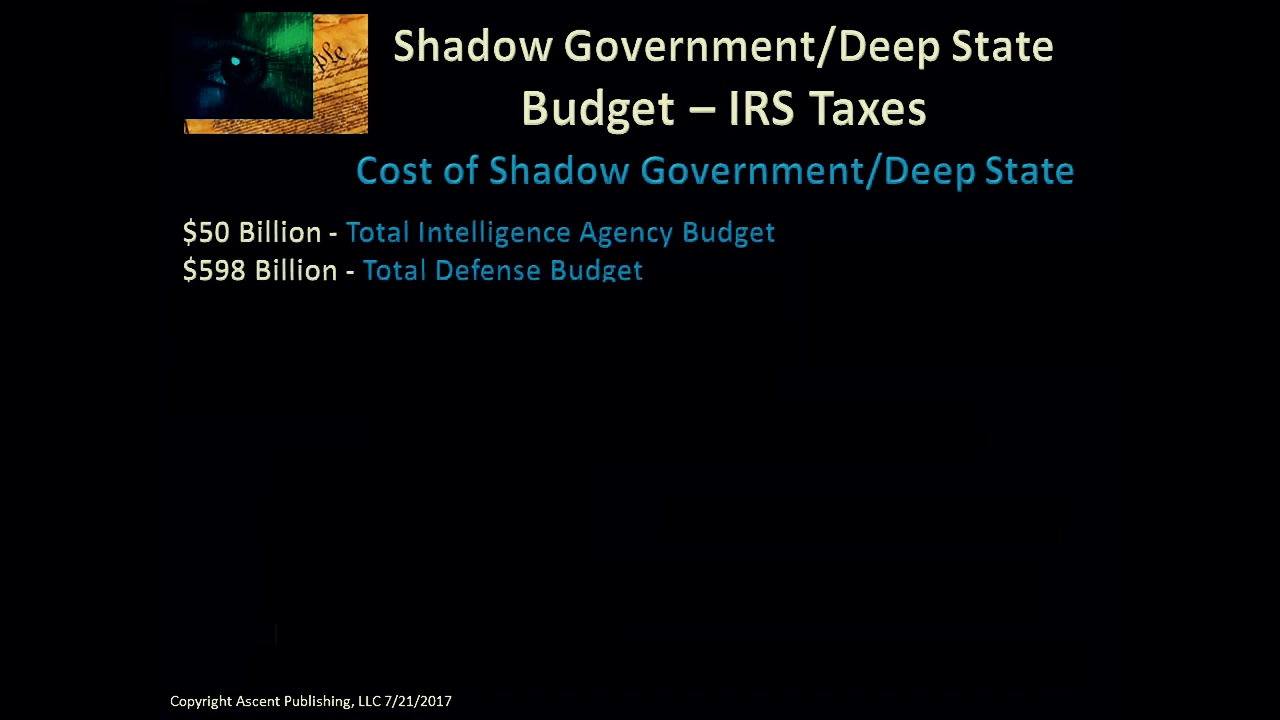 ple
Shadow Government/Deep State
Budget – IRS Taxes
Cost of Shadow Government/Deep State
$50 Billion - Total Intelligence Agency Budget
$598 Billion - Total Defense Budget
Copyright Ascent Publishing, LLC 7/21/2017